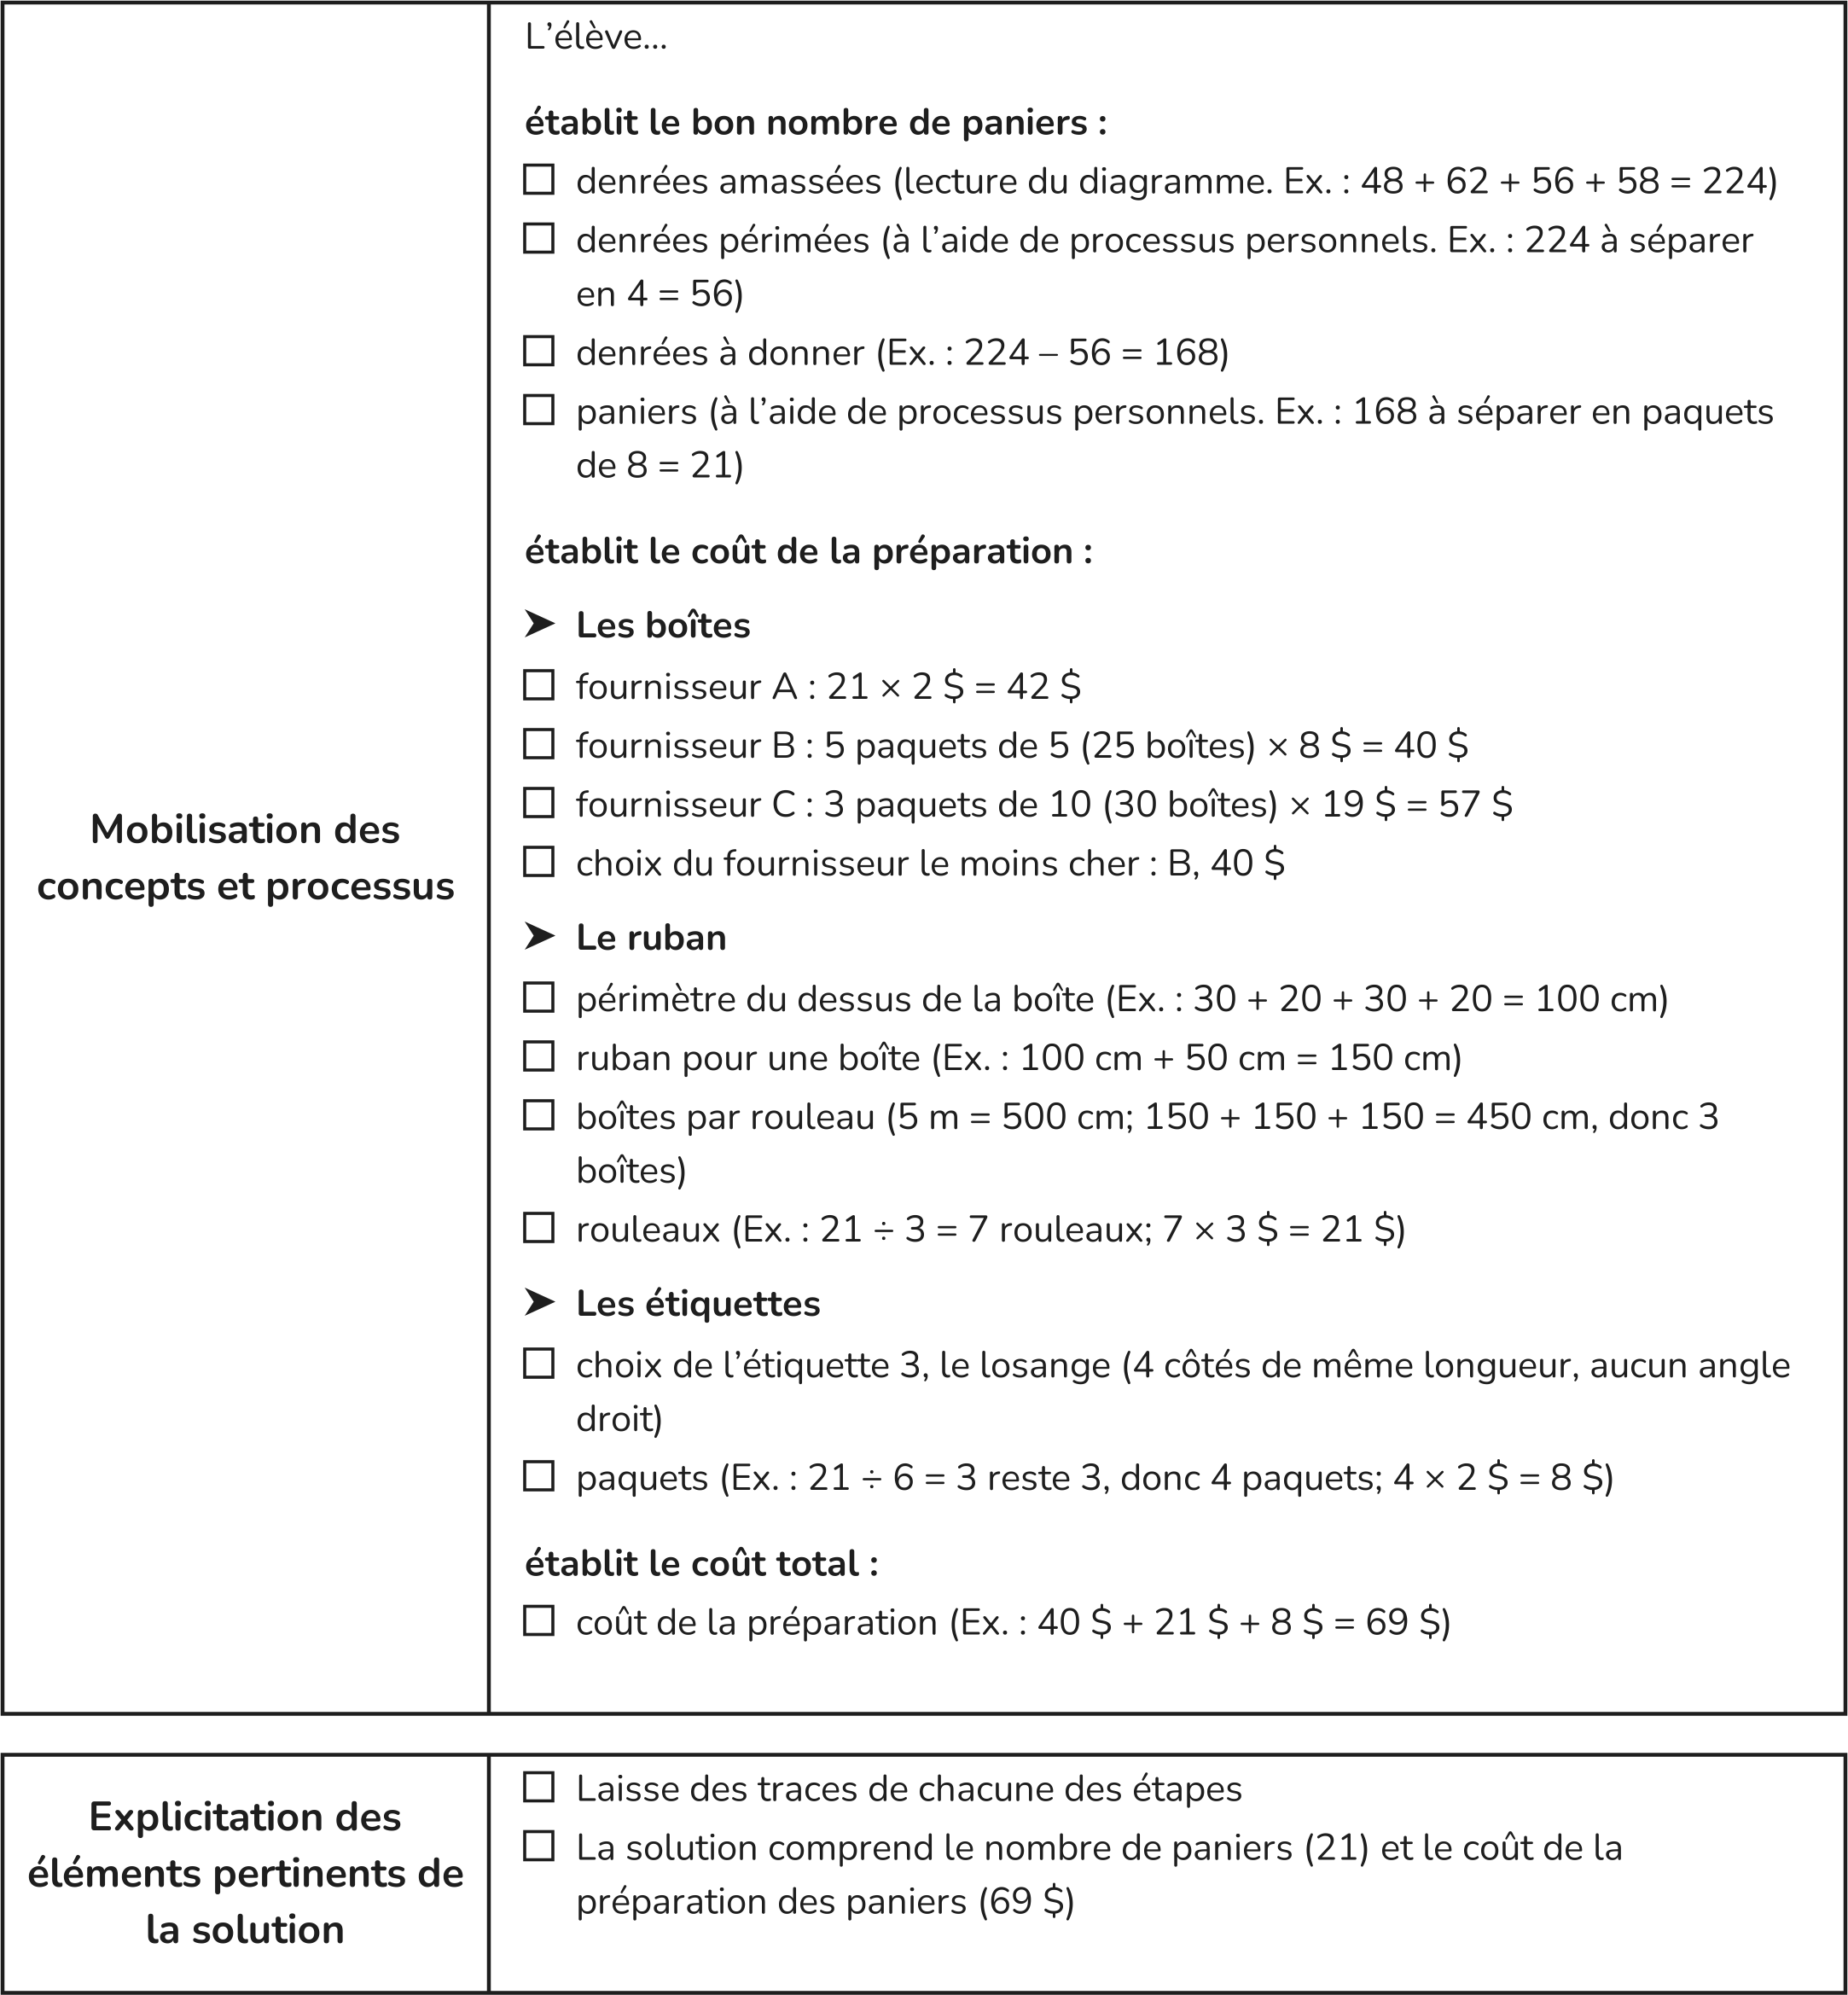 L’élève...
établit le bon nombre de paniers :
☐ denrées amassées (lecture du diagramme. Ex. : 48 + 62 + 56 + 58 = 224)
☐ denrées périmées (à l’aide de processus personnels. Ex. : 224 à séparer
en 4 = 56)
☐ denrées à donner (Ex. : 224 – 56 = 168)
☐ paniers (à l’aide de processus personnels. Ex. : 168 à séparer en paquets
de 8 = 21)
établit le coût de la préparation :
➤ Les boîtes
☐ fournisseur A : 21 × 2 $ = 42 $
☐ fournisseur B : 5 paquets de 5 (25 boîtes) × 8 $ = 40 $
☐ fournisseur C : 3 paquets de 10 (30 boîtes) × 19 $ = 57 $
☐ choix du fournisseur le moins cher : B, 40 $
Mobilisation des
concepts et processus
➤ Le ruban
☐ périmètre du dessus de la boîte (Ex. : 30 + 20 + 30 + 20 = 100 cm)
☐ ruban pour une boîte (Ex. : 100 cm + 50 cm = 150 cm)
☐ boîtes par rouleau (5 m = 500 cm; 150 + 150 + 150 = 450 cm, donc 3
boîtes)
☐ rouleaux (Ex. : 21 ÷ 3 = 7 rouleaux; 7 × 3 $ = 21 $)
➤ Les étiquettes
☐ choix de l’étiquette 3, le losange (4 côtés de même longueur, aucun angle
droit)
☐ paquets (Ex. : 21 ÷ 6 = 3 reste 3, donc 4 paquets; 4 × 2 $ = 8 $)
établit le coût total :
☐ coût de la préparation (Ex. : 40 $ + 21 $ + 8 $ = 69 $)
Explicitation des
éléments pertinents de
la solution
☐ Laisse des traces de chacune des étapes
☐ La solution comprend le nombre de paniers (21) et le coût de la
préparation des paniers (69 $)